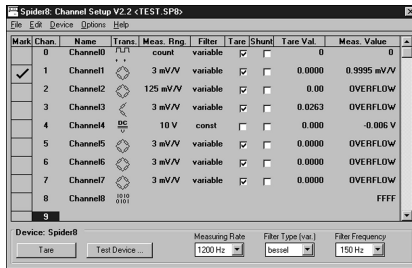 Spider8: Channel Setup V2.2 <TEST.SP8>
File Edit Device Options Help
Mark Chan. Name Trans. Meas. Rng. Filter Tare Shunt Tare Val. Meas. Value
0 Channel0 count variable 0 0
1 Channel1 3 mV/V variable 0.0000 0.9995 mV/V
2 Channel2 125 mV/V variable 0.00 OVERFLOW
3 Channel3 3 mV/V variable 0.0263 OVERFLOW
4 Channel4 DC V 10 V const 0.000 -0.006 V
5 Channel5 3 mV/V variable 0.0000 OVERFLOW
6 Channel6 3 mV/V variable 0.0000 OVERFLOW
7 Channel7 3 mV/V variable 0.0000 OVERFLOW
8 Channel8 1010 0101 FFFF
9
Device: Spider8
Measuring Rate Filter Type (var.) Filter Frequency
Tare Test Device ... 1200 Hz bessel 150 Hz